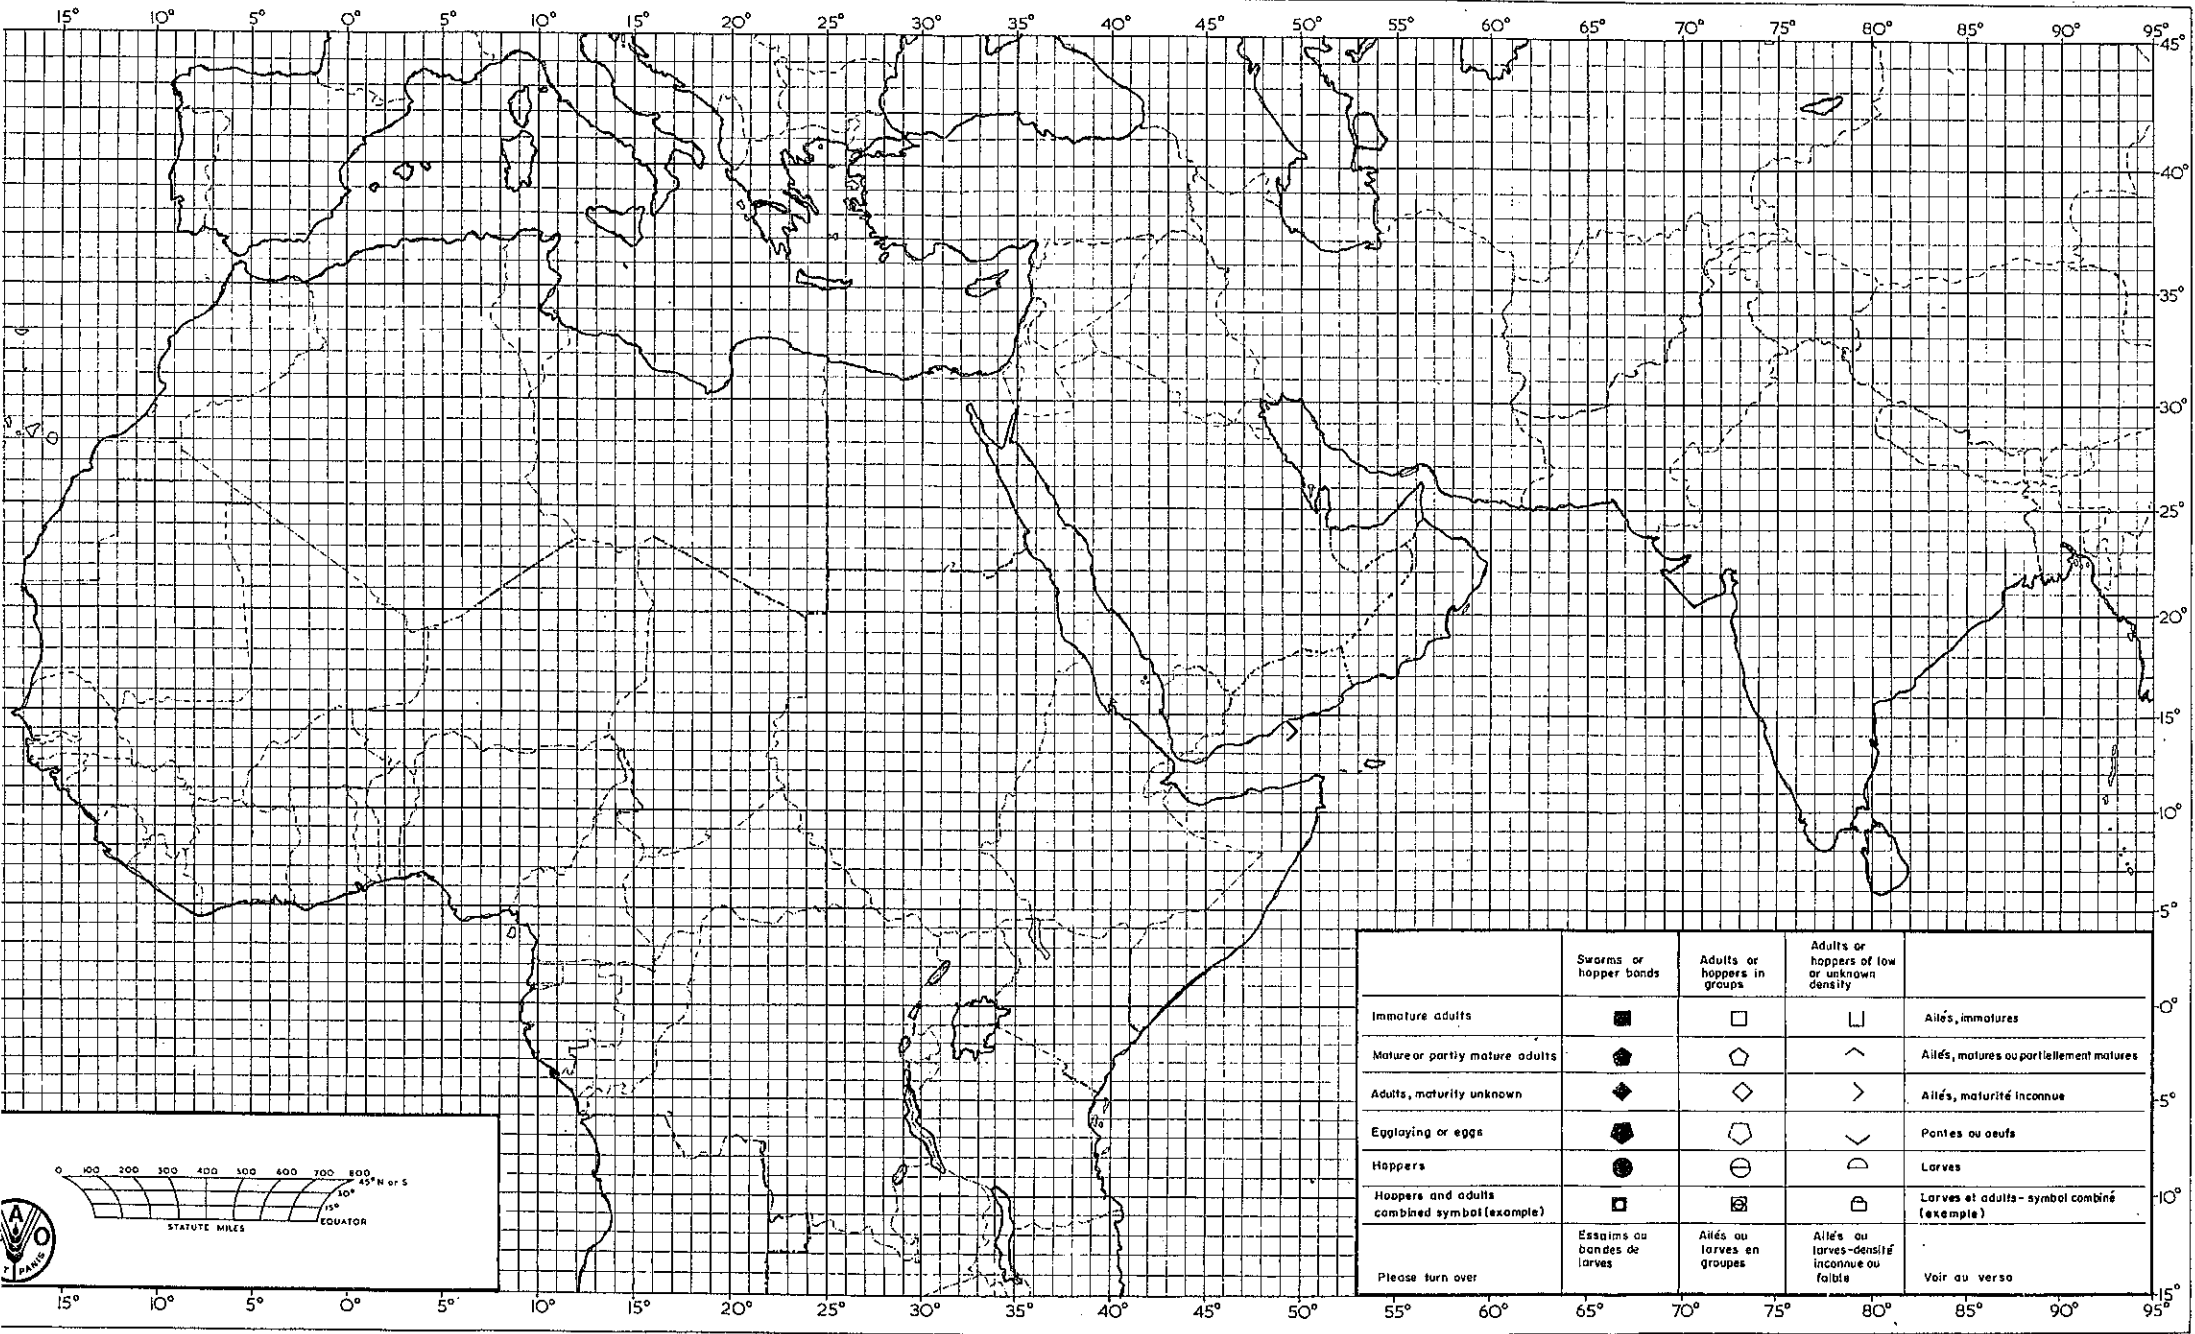 15° 10° 5° 0° 5° 10° 15° 20° 25° 30° 35° 40° 45° 50° 55° 60° 65° 70° 75° 80° 85° 90° 95°
45°
40°
35°
30°
25°
20°
15°
10°
5°
0°
5°
10°
15°
Swarms or
hopper bands
Adults or
hoppers in
groups
Adults or
hoppers of low
or unknown
density
Immature adults
Ailés, immatures
Mature or partly mature adults
Ailés, matures ou partiellement matures
Adults, maturity unknown
Ailés, maturité inconnue
Egglaying or eggs
Pontes ou oeufs
Hoppers
Larves
Hoppers and adults
combined symbol (example)
Larves et adults - symbol combiné
(example)
Essaims ou
bandes de
larves
Ailés ou
larves en
groupes
Ailés ou
larves-densité
inconnue ou
faible
Please turn over
Voir au verso
0 100 200 300 400 500 600 700 800
45° N or S
30°
15°
EQUATOR
STATUTE MILES
A O
T PANIS
15° 10° 5° 0° 5° 10° 15° 20° 25° 30° 35° 40° 45° 50° 55° 60° 65° 70° 75° 80° 85° 90° 95°